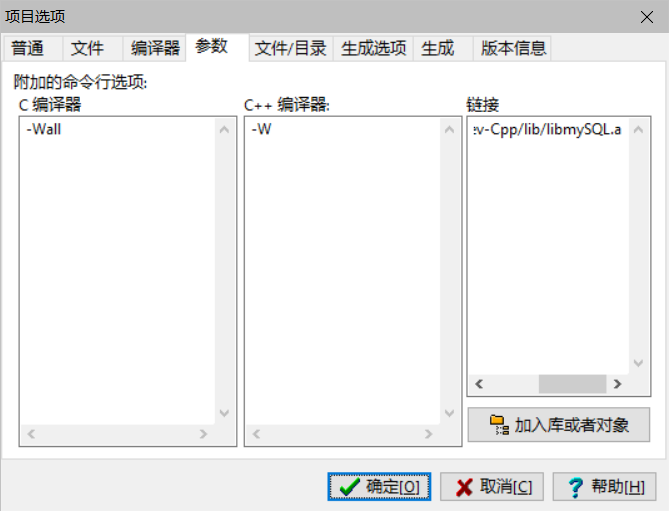 项目选项
普通 文件 编译器 参数 文件/目录 生成选项 生成 版本信息
附加的命令行选项:
C 编译器 C++ 编译器: 链接
-Wall -W v-Cpp/lib/libmySQL.a
加入库或者对象
确定[O] 取消[C] 帮助[H]